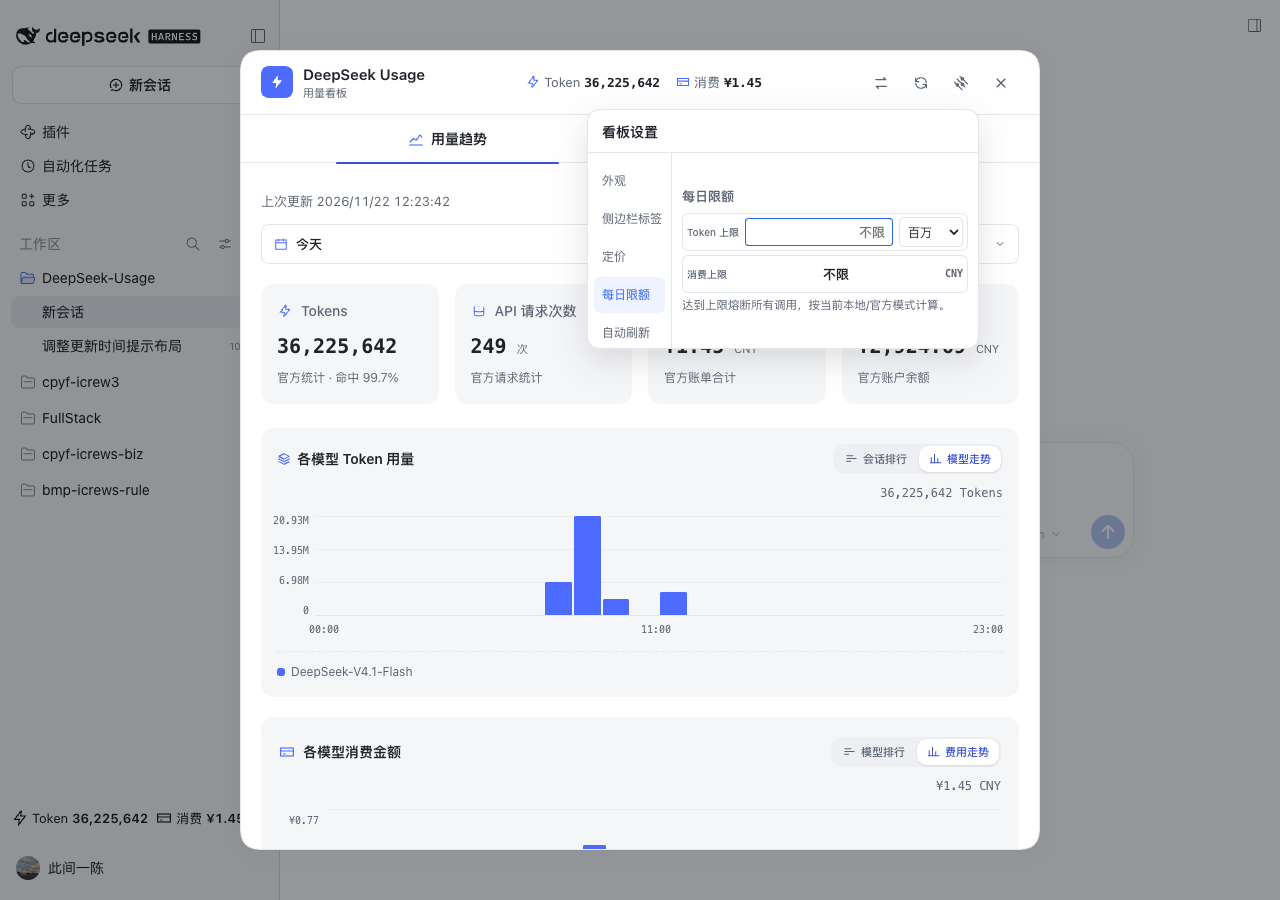 deepseek HARNESS
新会话
插件
自动化任务
更多
工作区
DeepSeek-Usage
新会话
调整更新时间提示布局 10
cpyf-icrew3
FullStack
cpyf-icrews-biz
bmp-icrews-rule
Token 36,225,642 消费 ¥1.45
此间一陈
DeepSeek Usage
用量看板
Token 36,225,642 消费 ¥1.45
用量趋势
看板设置
外观
侧边栏标签
定价
每日限额
自动刷新
每日限额
Token 上限 不限 百万
消费上限 不限 CNY
达到上限熔断所有调用，按当前本地/官方模式计算。
上次更新 2026/11/22 12:23:42
今天
Tokens
36,225,642
官方统计 · 命中 99.7%
API 请求次数
249 次
官方请求统计
CNY
官方账单合计
CNY
官方账户余额
各模型 Token 用量
会话排行 模型走势
36,225,642 Tokens
20.93M
13.95M
6.98M
0
00:00 11:00 23:00
DeepSeek-V4.1-Flash
各模型消费金额
模型排行 费用走势
¥1.45 CNY
¥0.77